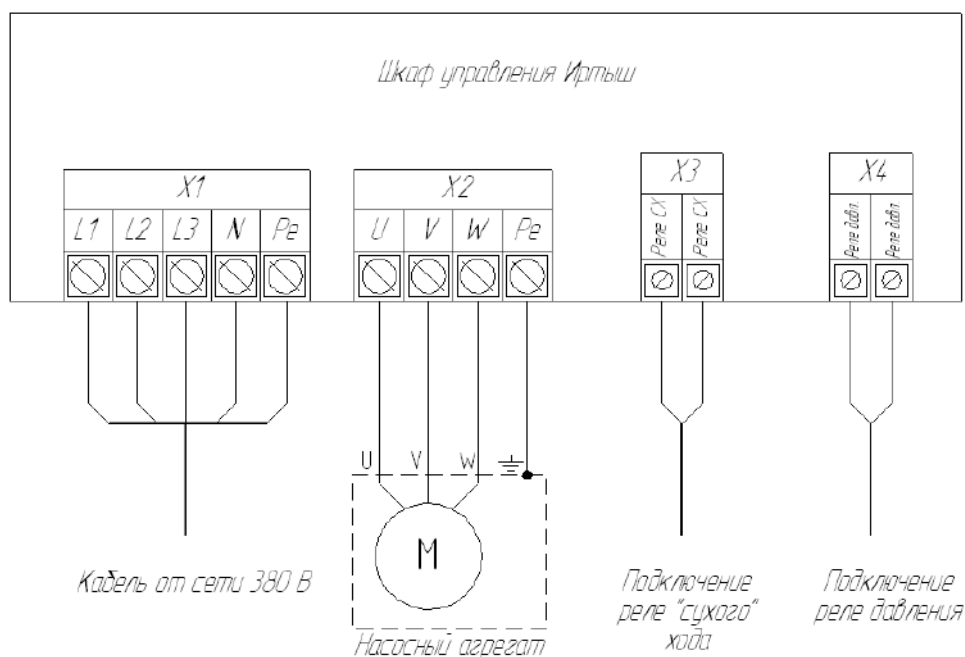 Шкаф управления Иртыш
X1
L1 L2 L3 N Pe
X2
U V W Pe
X3
Реле СХ
Реле СХ
X4
Реле давл.
Реле давл.
U V W
M
Кабель от сети 380 В
Насосный агрегат
Подключение
реле "сухого"
хода
Подключение
реле давления